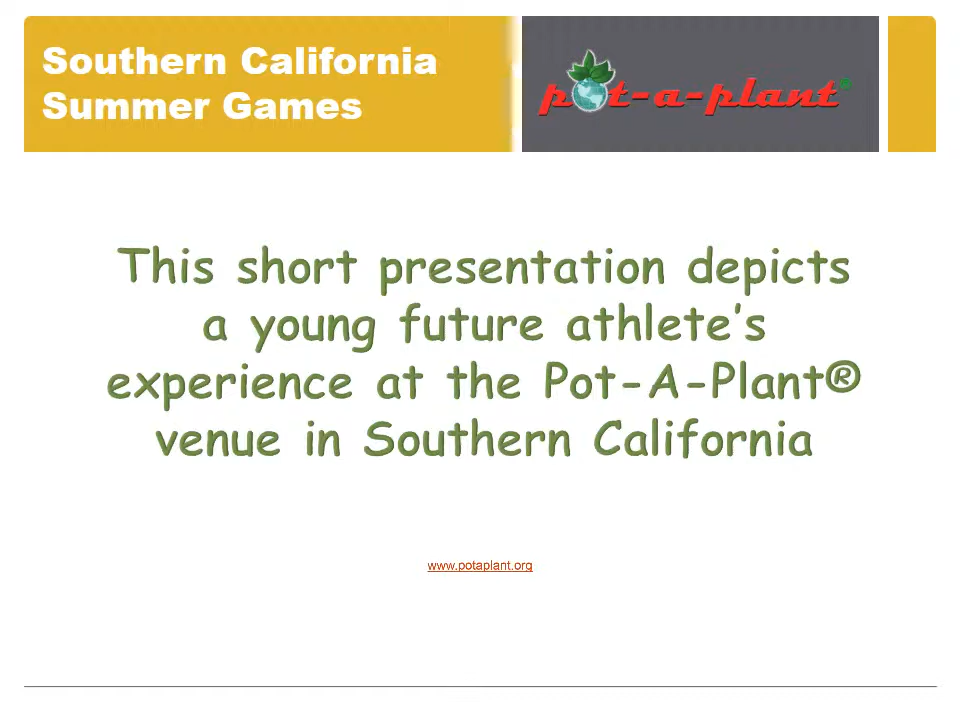 Southern California
Summer Games
pot-a-plant®
This short presentation depicts
a young future athlete's
experience at the Pot-A-Plant®
venue in Southern California
www.potaplant.org